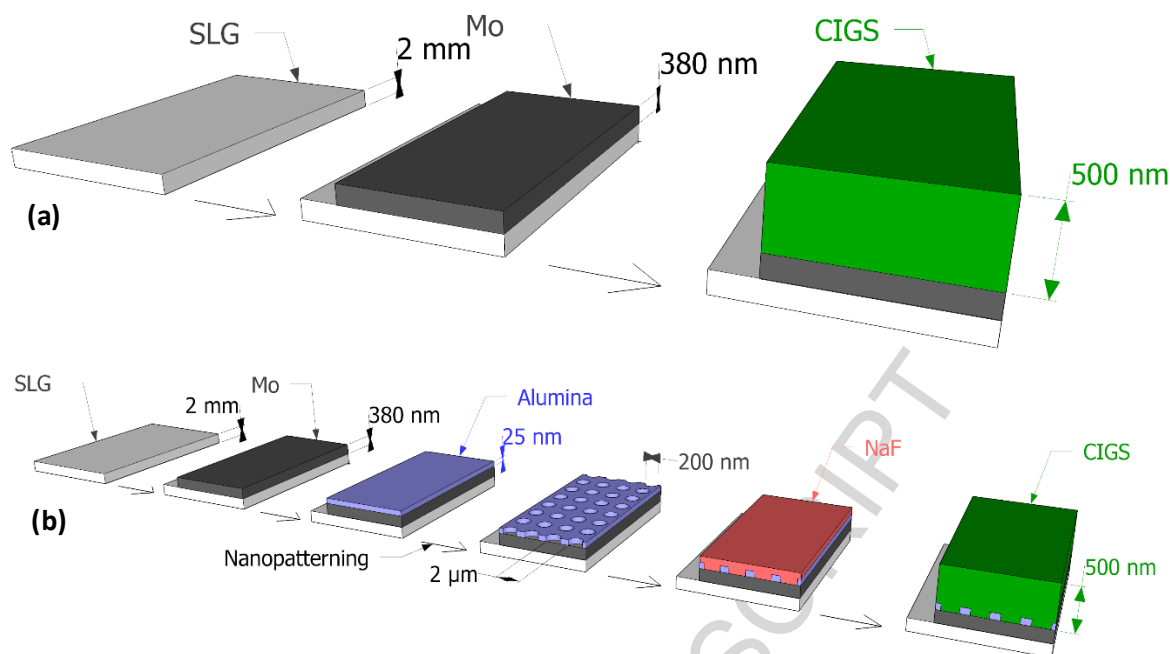 SLG
2 mm
Mo
380 nm
CIGS
500 nm
(a)
SLG
2 mm
Mo
380 nm
Alumina
25 nm
200 nm
NaF
CIGS
500 nm
(b)
Nanopatterning
2 μm
SCRIPT